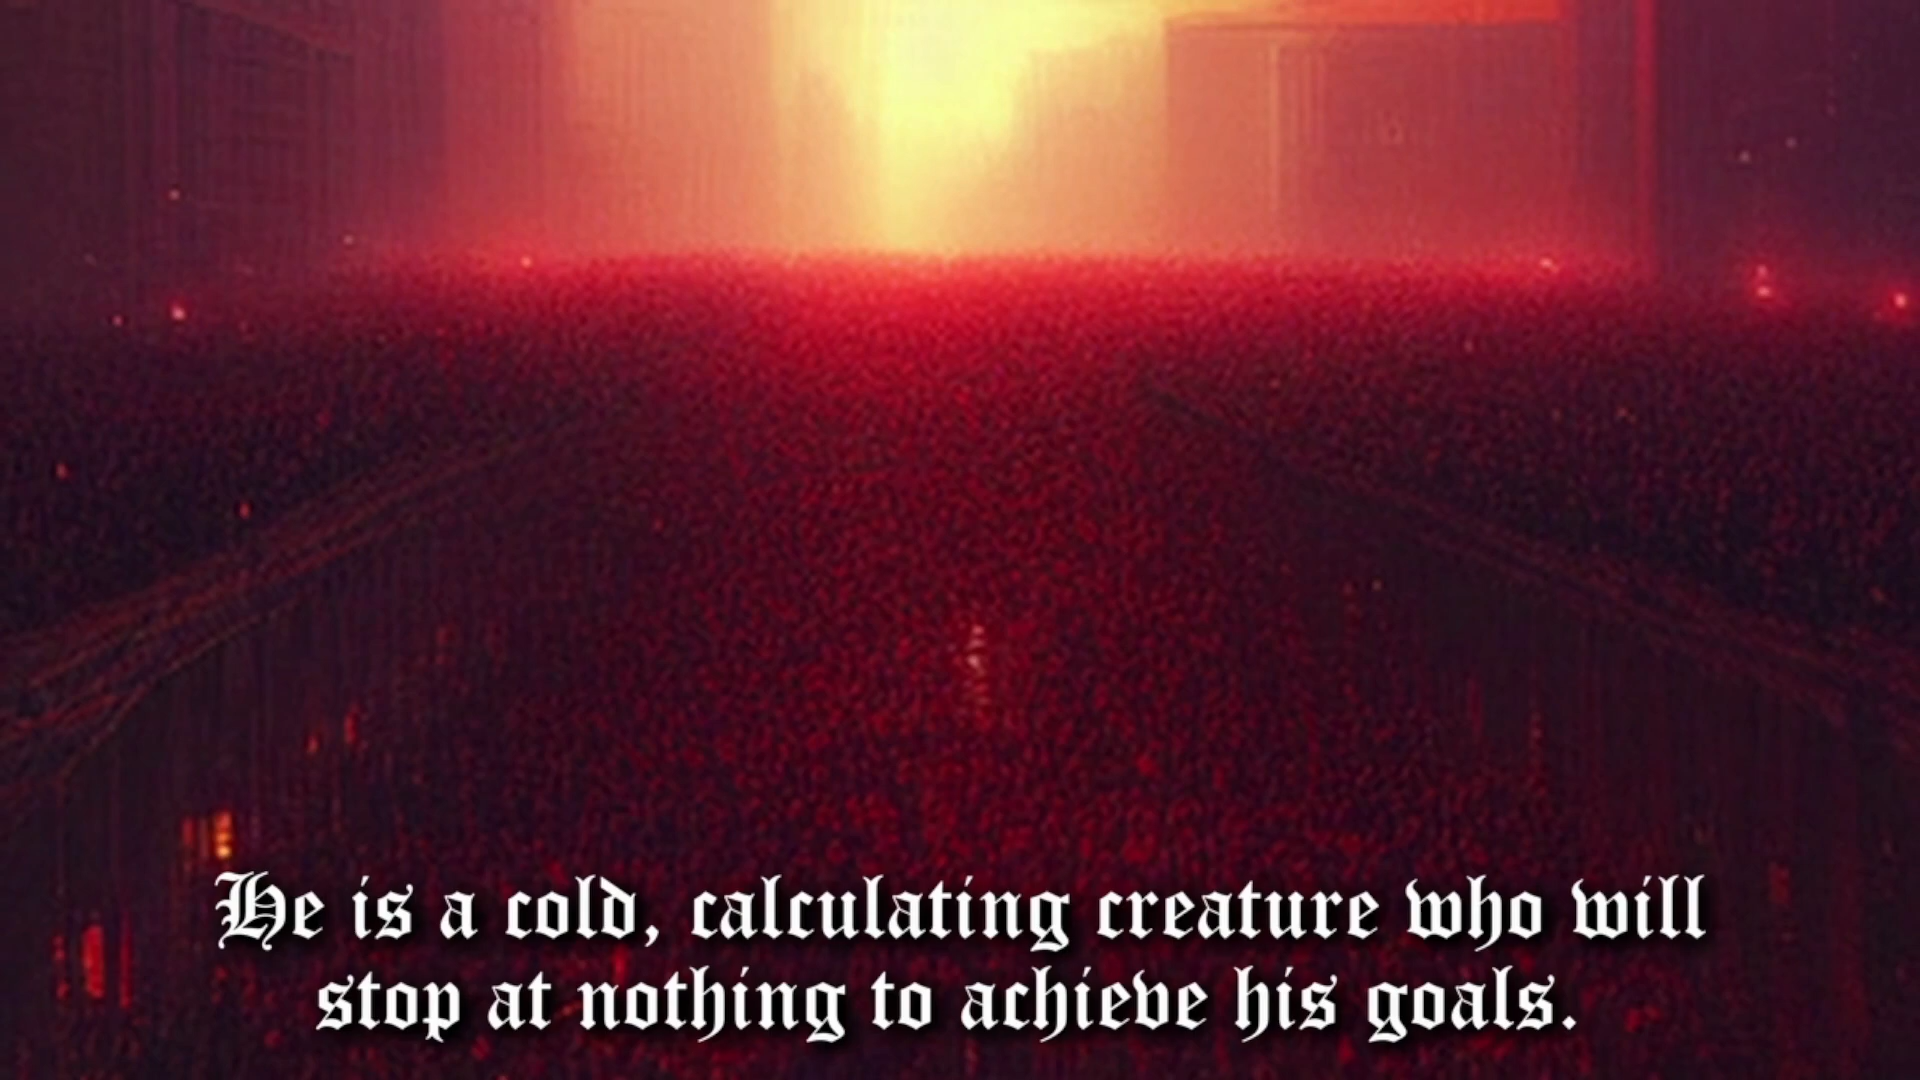 He is a cold, calculating creature who will
stop at nothing to achieve his goals.